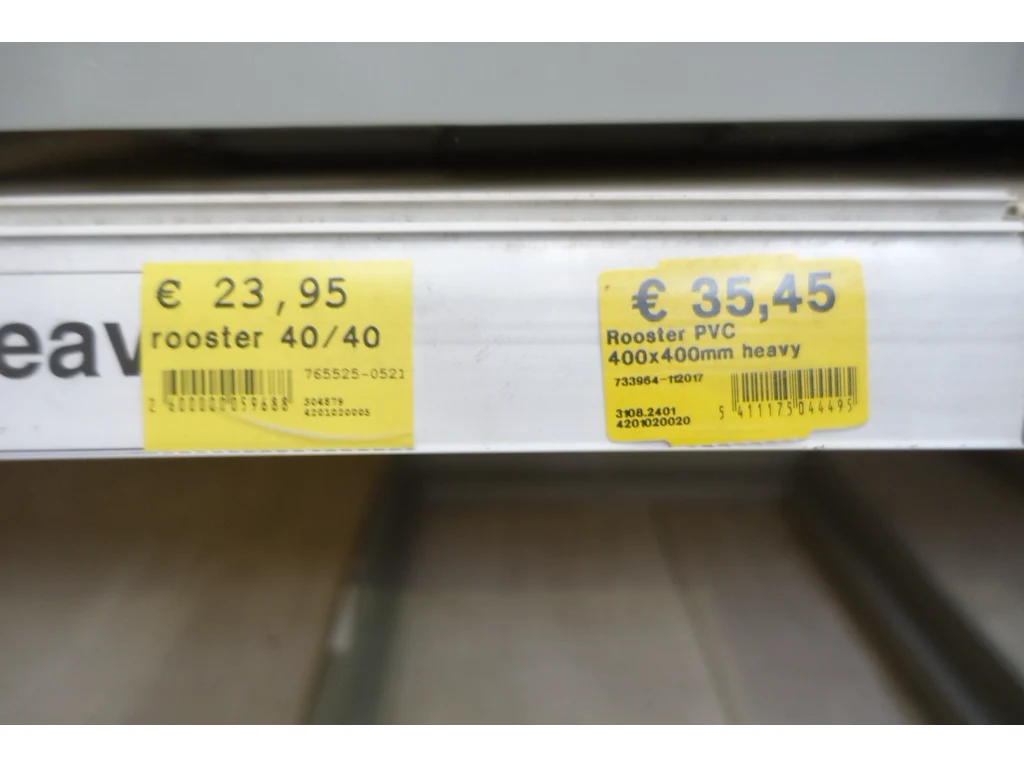 eav
€ 23,95
rooster 40/40
765525-0521
304879
2 600000059688
4201020005
€ 35,45
Rooster PVC
400x400mm heavy
733964-112017
3108.2401
5 411175 044495
4201020020